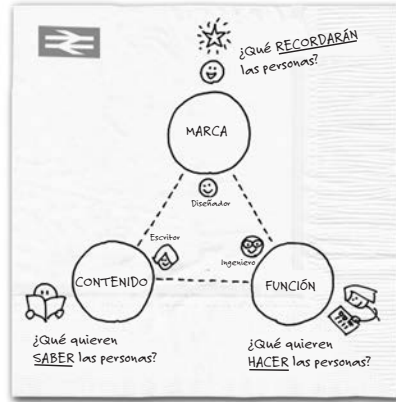 ¿Qué RECORDARÁN
las personas?
MARCA
Diseñador
Escritor
Ingeniero
CONTENIDO
FUNCIÓN
¿Qué quieren
SABER las personas?
¿Qué quieren
HACER las personas?